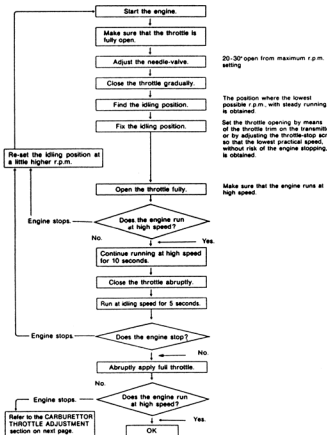 Start the engine.
Make sure that the throttle is
fully open.
Adjust the needle-valve.
20-30° open from maximum r.p.m.
setting
Close the throttle gradually.
Find the idling position.
The position where the lowest
possible r.p.m., with steady running
is obtained.
Fix the idling position.
Set the throttle opening by means
of the throttle trim on the transmitt
or by adjusting the throttle-stop scr
so that the lowest practical speed,
without risk of the engine stopping,
is obtained.
Re-set the idling position at
a little higher r.p.m.
Open the throttle fully.
Make sure that the engine runs at
high speed.
Engine stops.
Does the engine run
at high speed?
No.
Yes.
Continue running at high speed
for 10 seconds.
Close the throttle abruptly.
Run at idling speed for 5 seconds.
Engine stops.
Does the engine stop?
No.
Abruptly apply full throttle.
No.
Engine stops.
Does the engine run
at high speed?
Refer to the CARBURETTOR
THROTTLE ADJUSTMENT
section on next page.
Yes.
OK